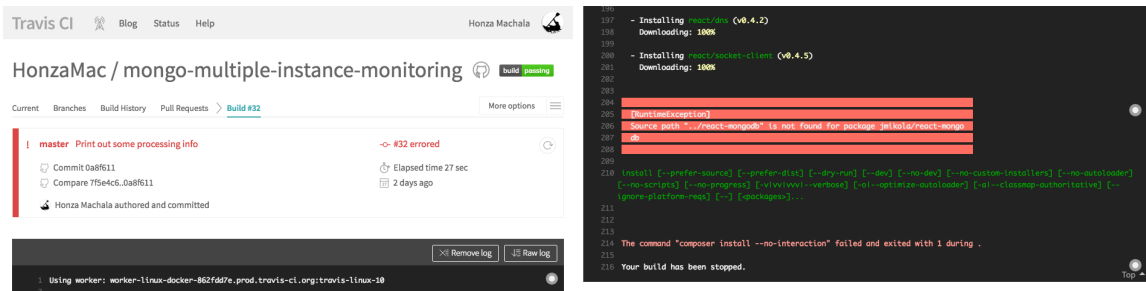 Travis CI Blog Status Help Honza Machala
HonzaMac / mongo-multiple-instance-monitoring build passing
Current Branches Build History Pull Requests Build #32 More options
! master Print out some processing info #32 errored
Commit 0a8f611 Elapsed time 27 sec
Compare 7f5e4c6..0a8f611 2 days ago
Honza Machala authored and committed
Remove log Raw log
1 Using worker: worker-linux-docker-862fdd7e.prod.travis-ci.org:travis-linux-10
196
197 - Installing react/dns (v0.4.2)
198 Downloading: 100%
199
200 - Installing react/socket-client (v0.4.5)
201 Downloading: 100%
202
203
204
205 [RuntimeException]
206 Source path "../react-mongodb" is not found for package jmikola/react-mongo
207 db
208
209
210 install [--prefer-source] [--prefer-dist] [--dry-run] [--dev] [--no-dev] [--no-custom-installers] [--no-autoloader]
[--no-scripts] [--no-progress] [-v|vv|vvv|--verbose] [-o|--optimize-autoloader] [-a|--classmap-authoritative] [--
ignore-platform-reqs] [--] [<packages>]...
211
212
213
214 The command "composer install --no-interaction" failed and exited with 1 during .
215
216 Your build has been stopped.
Top